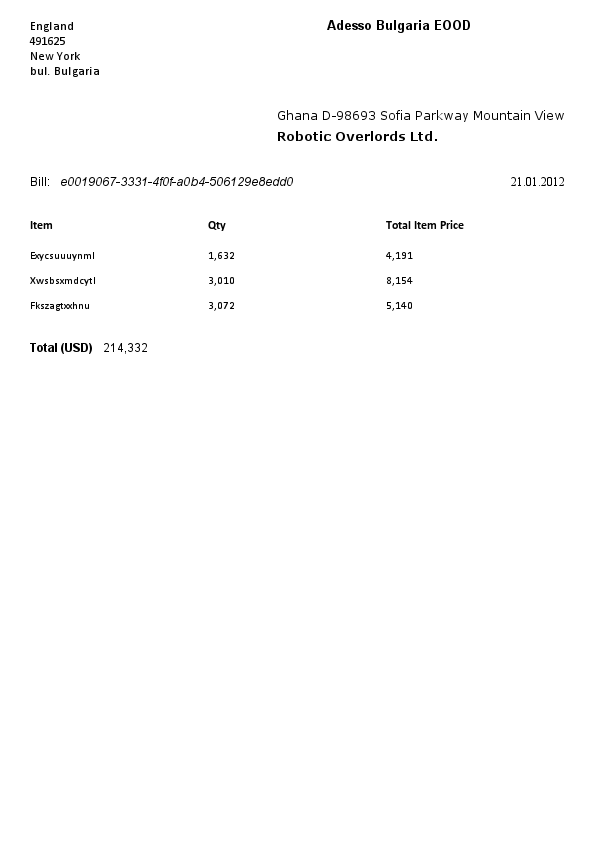 England
491625
New York
bul. Bulgaria
Adesso Bulgaria EOOD
Ghana D-98693 Sofia Parkway Mountain View
Robotic Overlords Ltd.
Bill: e0019067-3331-4f0f-a0b4-506129e8edd0 21.01.2012
Item Qty Total Item Price
Exycsuuuynml 1,632 4,191
Xwsbsxmdcytl 3,010 8,154
Fkszagtxxhnu 3,072 5,140
Total (USD) 214,332